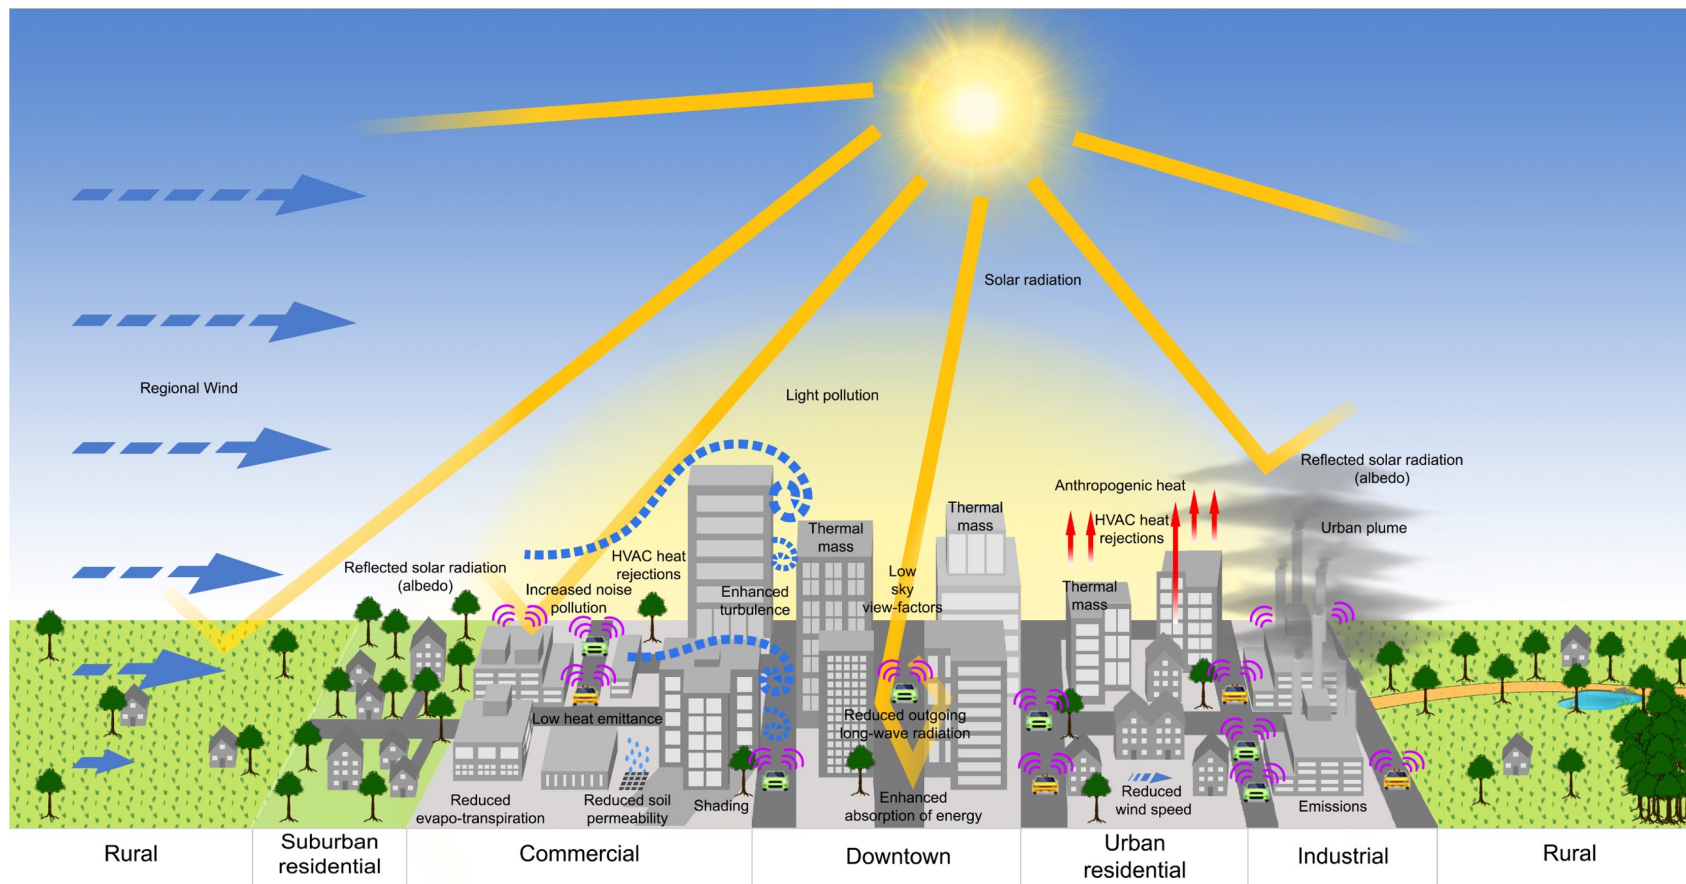 Solar radiation
Regional Wind
Light pollution
Reflected solar radiation
(albedo)
Anthropogenic heat
HVAC heat
rejections
Urban plume
Thermal
mass
Thermal
mass
Reflected solar radiation
(albedo)
HVAC heat
rejections
Increased noise
pollution
Enhanced
turbulence
Low
sky
view-factors
Thermal
mass
Low heat emittance
Reduced outgoing
long-wave radiation
Reduced
evapo-transpiration
Reduced soil
permeability
Shading
Enhanced
absorption of energy
Reduced
wind speed
Emissions
Rural
Suburban
residential
Commercial
Downtown
Urban
residential
Industrial
Rural